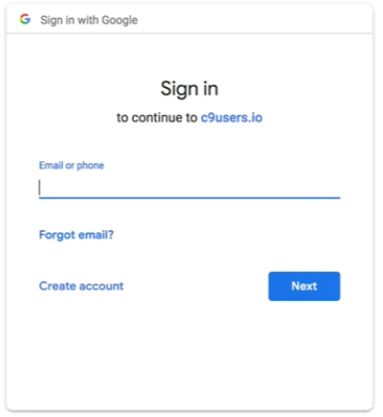 Sign in with Google
Sign in
to continue to c9users.io
Email or phone
Forgot email?
Create account
Next